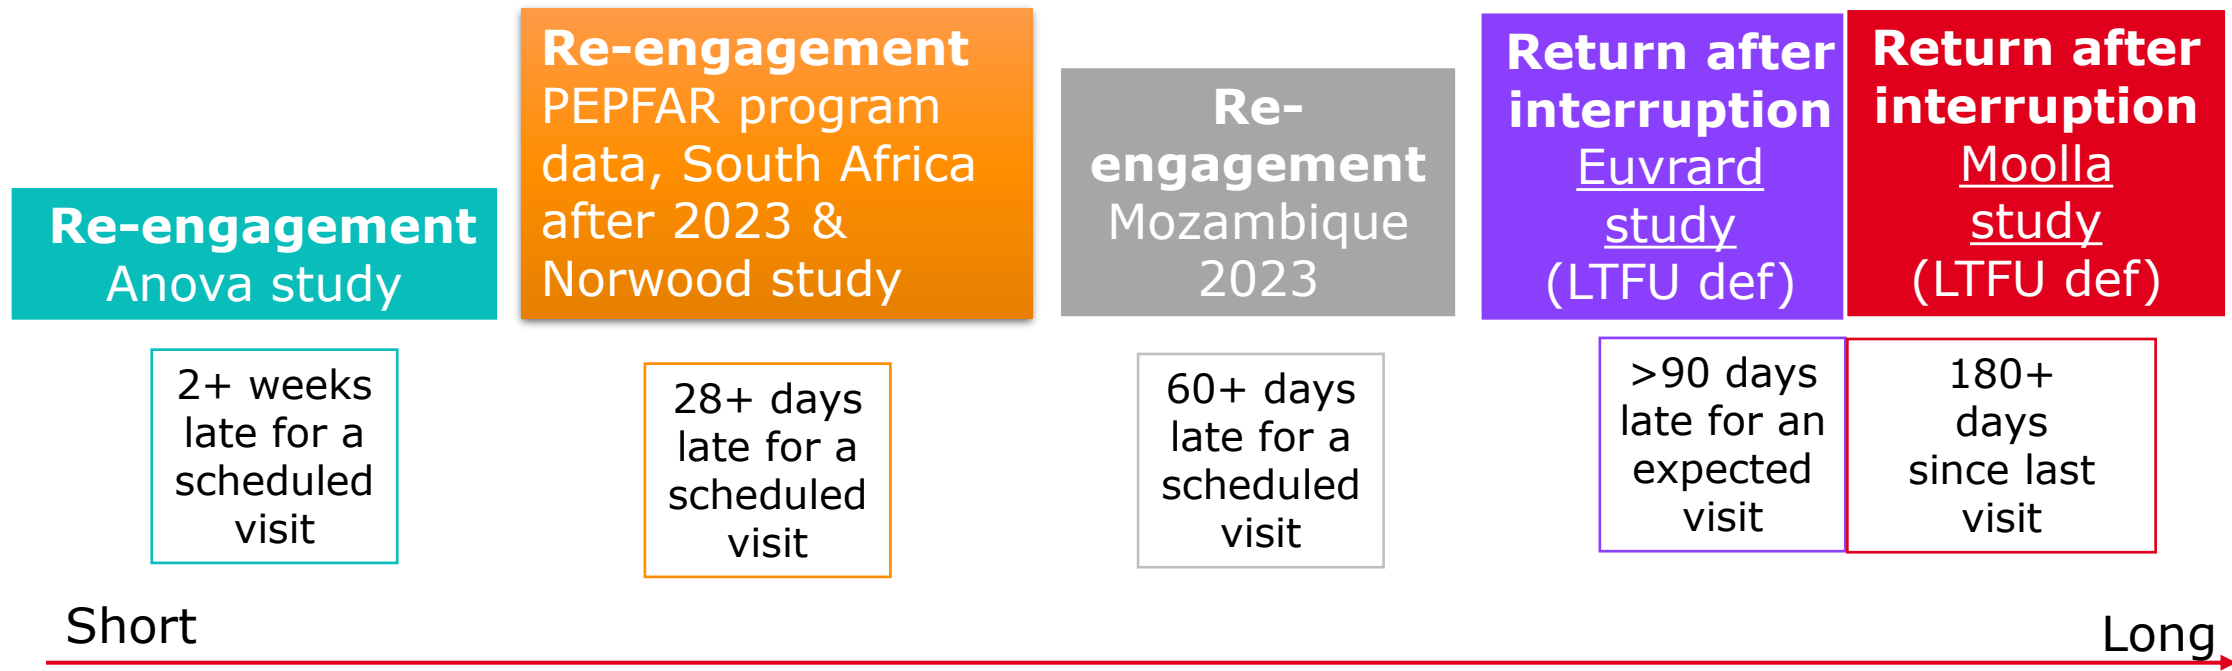 Re-engagement
Anova study
Re-engagement
PEPFAR program
data, South Africa
after 2023 &
Norwood study
Re-
engagement
Mozambique
2023
Return after
interruption
Euvrard
study
(LTFU def)
Return after
interruption
Moolla
study
(LTFU def)
2+ weeks
late for a
scheduled
visit
28+ days
late for a
scheduled
visit
60+ days
late for a
scheduled
visit
>90 days
late for an
expected
visit
180+
days
since last
visit
Short
Long